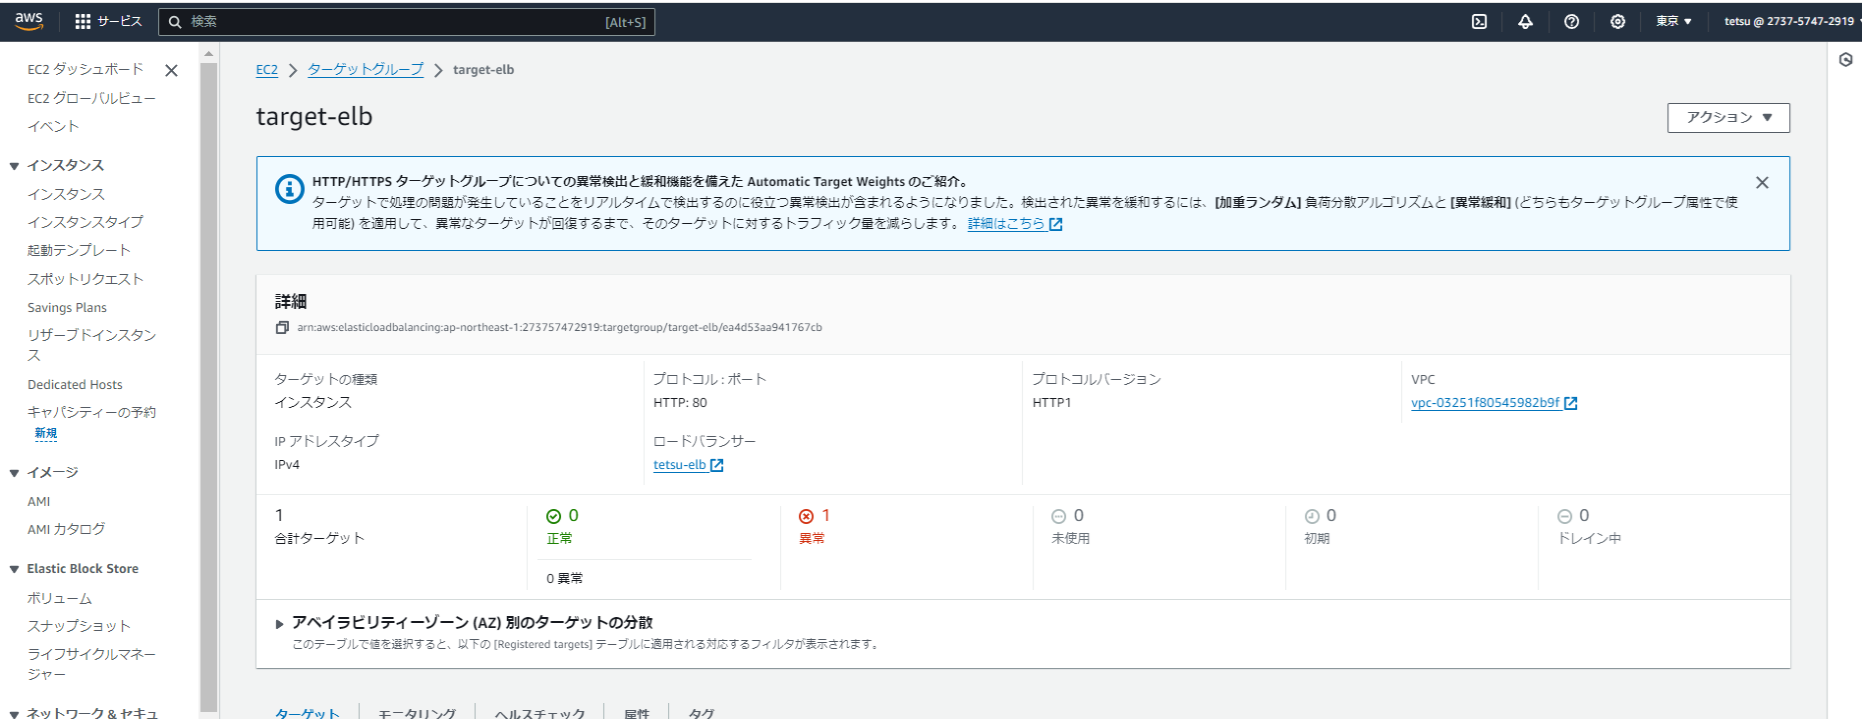 aws
サービス
検索
[Alt+S]
東京 ▼
tetsu @ 2737-5747-2919
EC2 ダッシュボード
EC2 グローバルビュー
イベント
▼ インスタンス
インスタンス
インスタンスタイプ
起動テンプレート
スポットリクエスト
Savings Plans
リザーブドインスタン
ス
Dedicated Hosts
キャパシティーの予約
新規
▼ イメージ
AMI
AMI カタログ
▼ Elastic Block Store
ボリューム
スナップショット
ライフサイクルマネー
ジャー
▼ ネットワーク & セキュ
EC2 > ターゲットグループ > target-elb
target-elb
アクション ▼
HTTP/HTTPS ターゲットグループについての異常検出と緩和機能を備えた Automatic Target Weights のご紹介。
ターゲットで処理の問題が発生していることをリアルタイムで検出するのに役立つ異常検出が含まれるようになりました。検出された異常を緩和するには、[加重ランダム] 負荷分散アルゴリズムと [異常緩和] (どちらもターゲットグループ属性で使
用可能) を適用して、異常なターゲットが回復するまで、そのターゲットに対するトラフィック量を減らします。 詳細はこちら
詳細
arn:aws:elasticloadbalancing:ap-northeast-1:273757472919:targetgroup/target-elb/ea4d53aa941767cb
ターゲットの種類
インスタンス
プロトコル : ポート
HTTP: 80
プロトコルバージョン
HTTP1
VPC
vpc-03251f80545982b9f
IP アドレスタイプ
IPv4
ロードバランサー
tetsu-elb
1
合計ターゲット
0
正常
0 異常
1
異常
0
未使用
0
初期
0
ドレイン中
アベイラビリティーゾーン (AZ) 別のターゲットの分散
このテーブルで値を選択すると、以下の [Registered targets] テーブルに適用される対応するフィルタが表示されます。
ターゲット
モニタリング
ヘルスチェック
属性
タグ